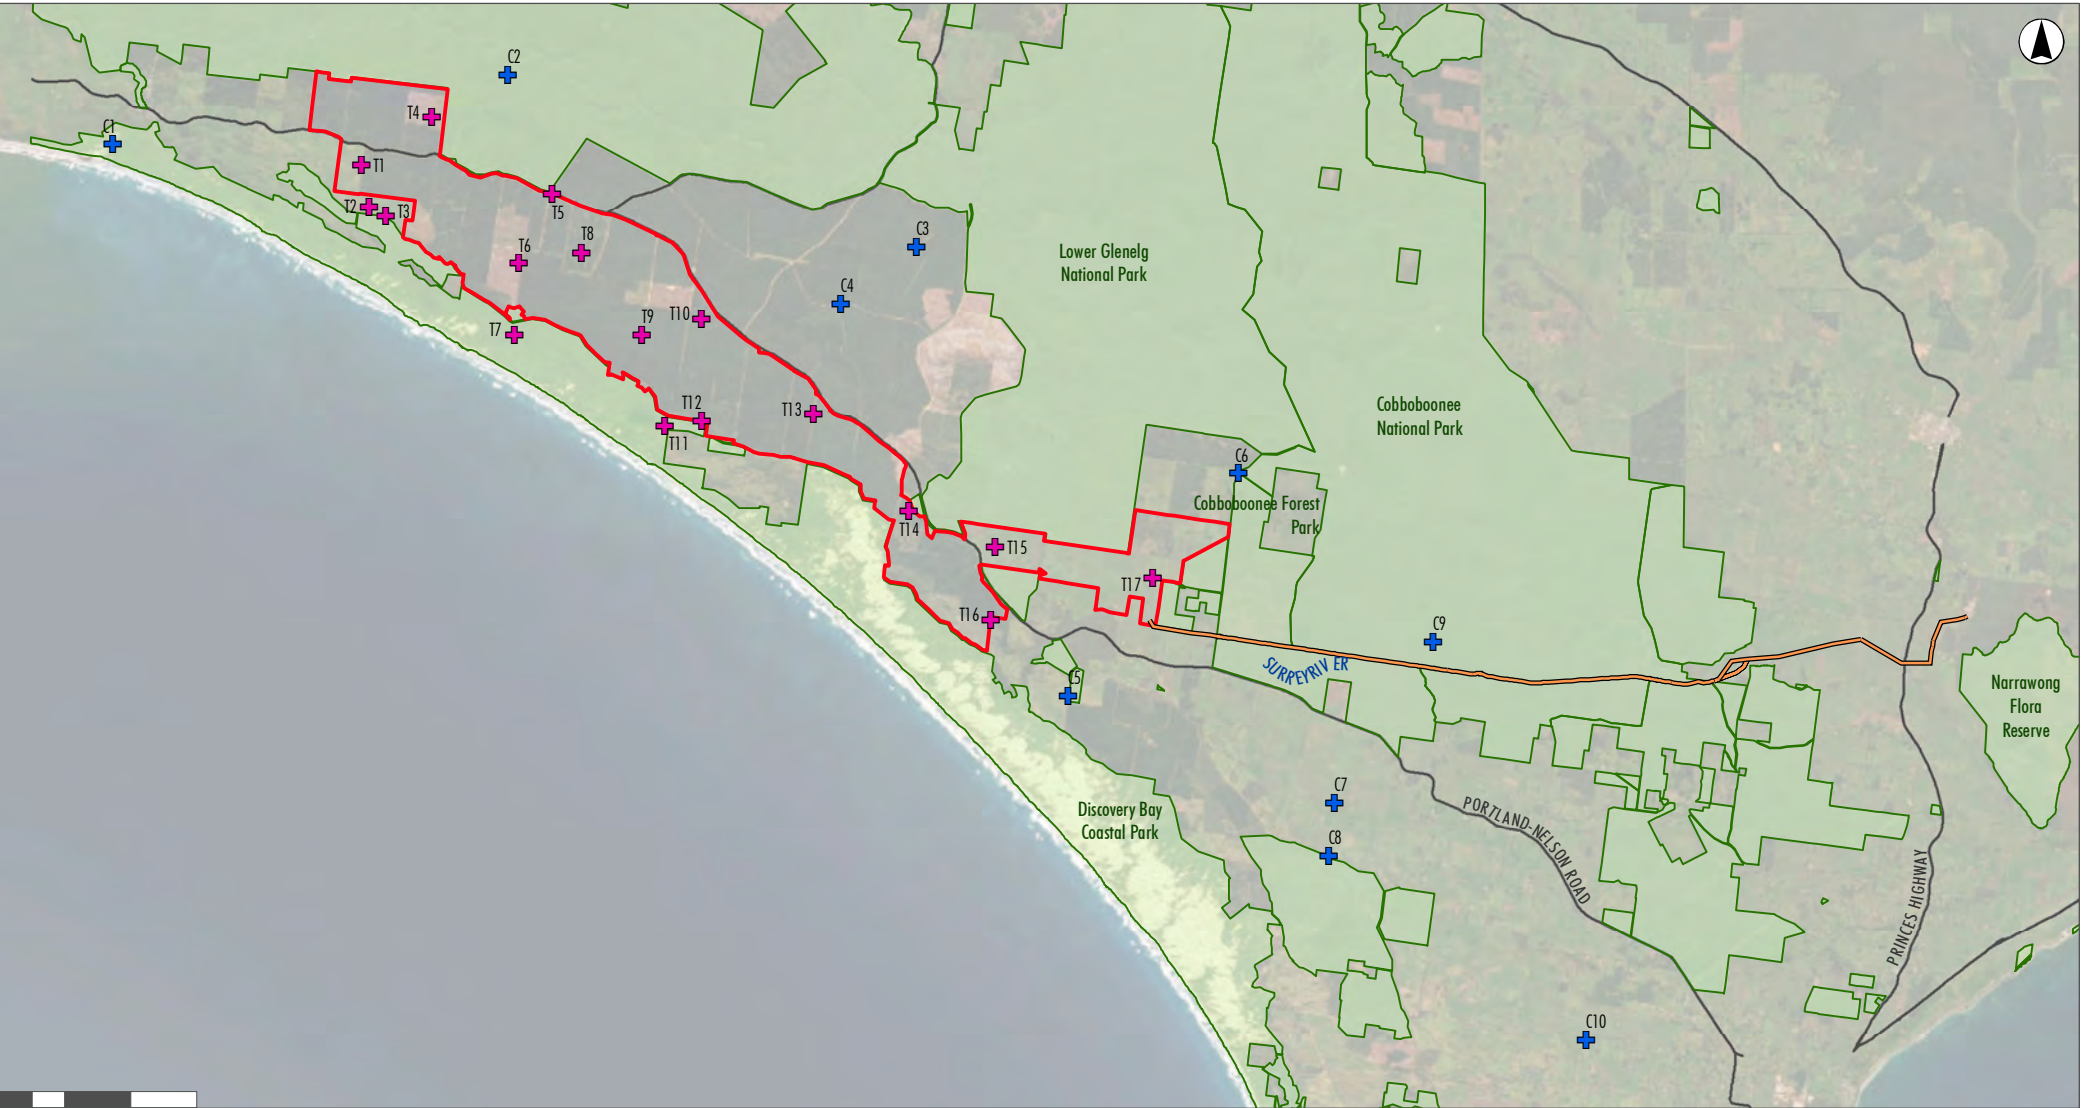 C2
T4
C1
T1
T2
T3
T5
T6
T8
C3
Lower Glenelg
National Park
C4
T7
T9
T10
T12
T13
T11
Cobboboonee
National Park
C6
Cobboboonee Forest
Park
T14
T15
T17
T16
C9
SURREYRIV ER
C5
Narrawong
Flora
Reserve
C7
Discovery Bay
Coastal Park
C8
PORTLAND-NELSON ROAD
PRINCES HIGHWAY
C10